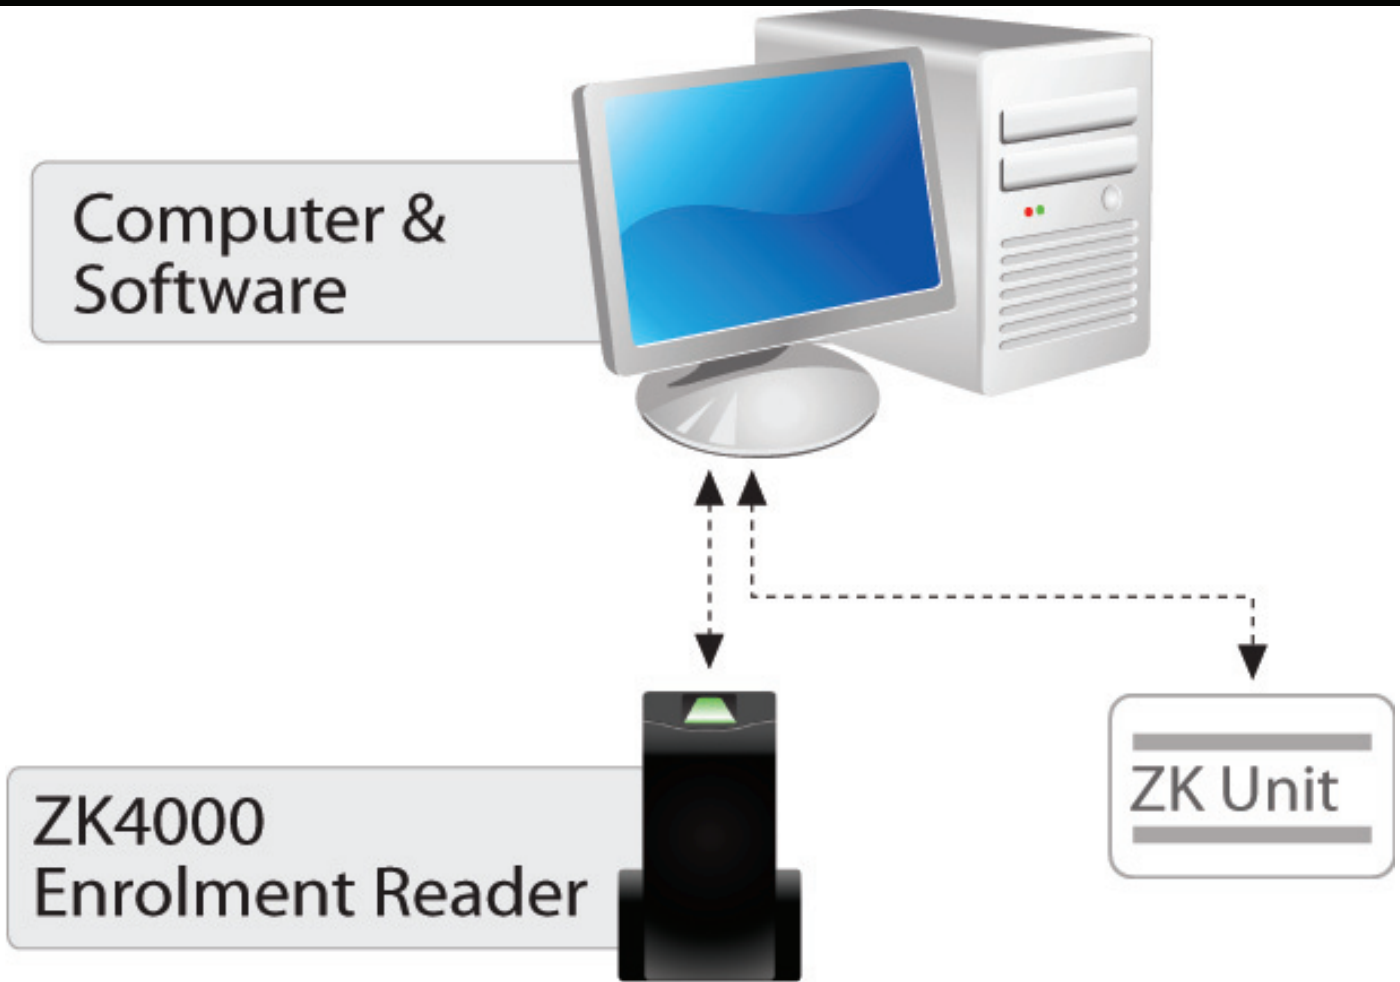 Computer &
Software
ZK Unit
ZK4000
Enrolment Reader